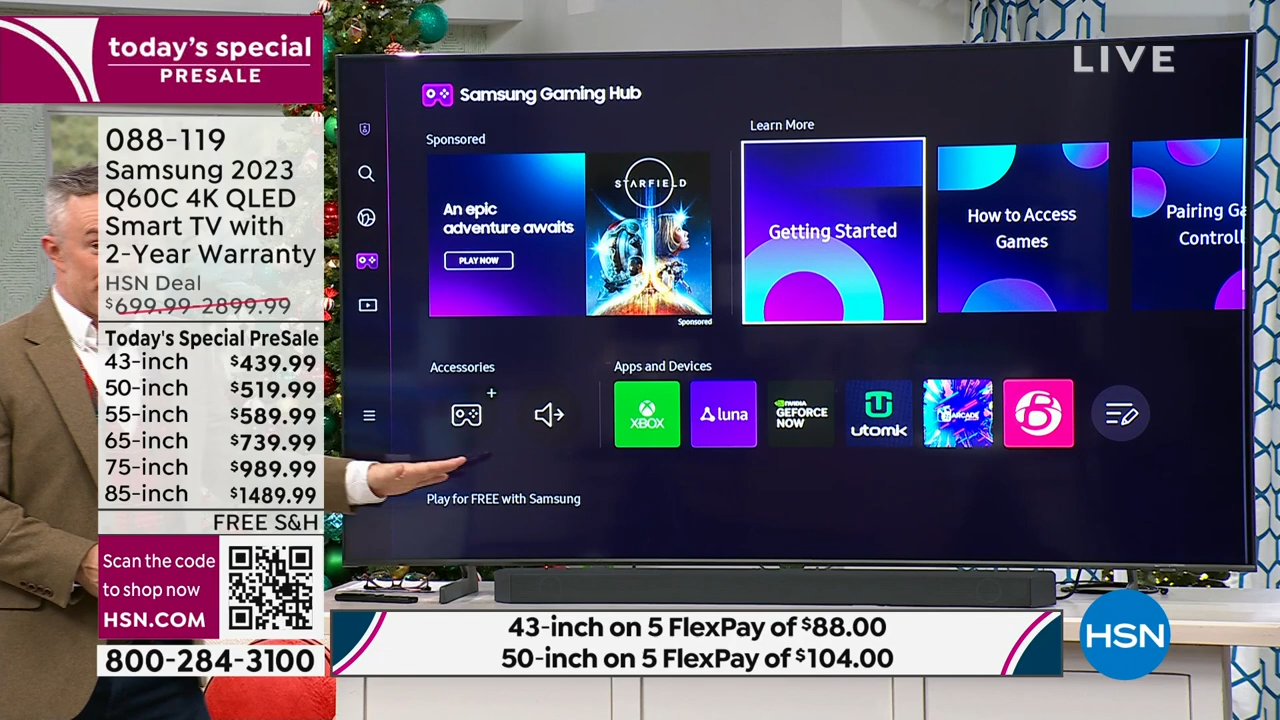 today's special
PRESALE
088-119
Samsung 2023
Q60C 4K QLED
Smart TV with
2-Year Warranty
HSN Deal
$699.99-2899.99
Today's Special PreSale
43-inch $439.99
50-inch $519.99
55-inch $589.99
65-inch $739.99
75-inch $989.99
85-inch $1489.99
FREE S&H
Scan the code
to shop now
HSN.COM
800-284-3100
LIVE
Samsung Gaming Hub
Sponsored
Learn More
An epic
adventure awaits
PLAY NOW
STARFIELD
Sponsored
Getting Started
How to Access
Games
Pairing Ga
Controll
Accessories
Apps and Devices
XBOX
luna
NVIDIA
GEFORCE
NOW
utomik
ARCADE
Play for FREE with Samsung
43-inch on 5 FlexPay of $88.00
50-inch on 5 FlexPay of $104.00
HSN